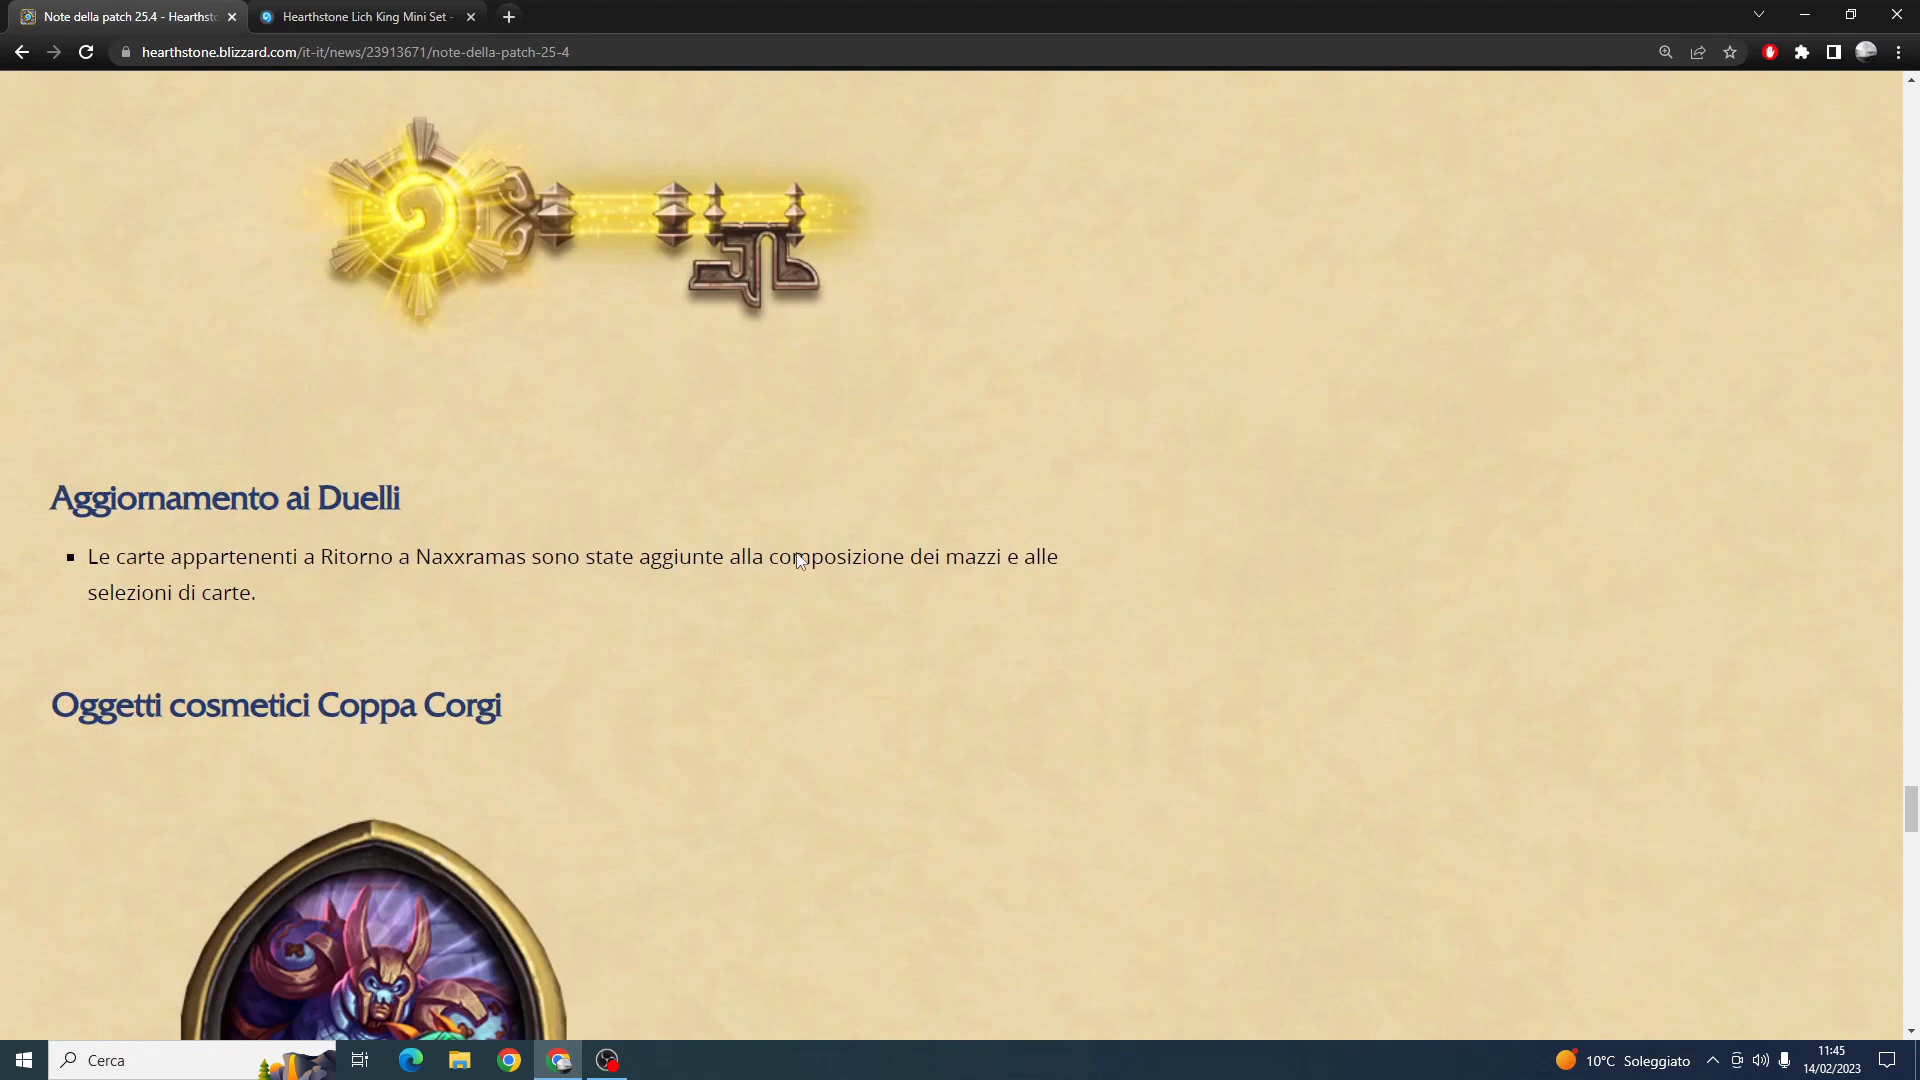 Note della patch 25.4 - Hearthsto
Hearthstone Lich King Mini Set -
hearthstone.blizzard.com/it-it/news/23913671/note-della-patch-25-4
Aggiornamento ai Duelli
Le carte appartenenti a Ritorno a Naxxramas sono state aggiunte alla composizione dei mazzi e alle
selezioni di carte.
Oggetti cosmetici Coppa Corgi
Cerca
10°C Soleggiato
11:45
14/02/2023